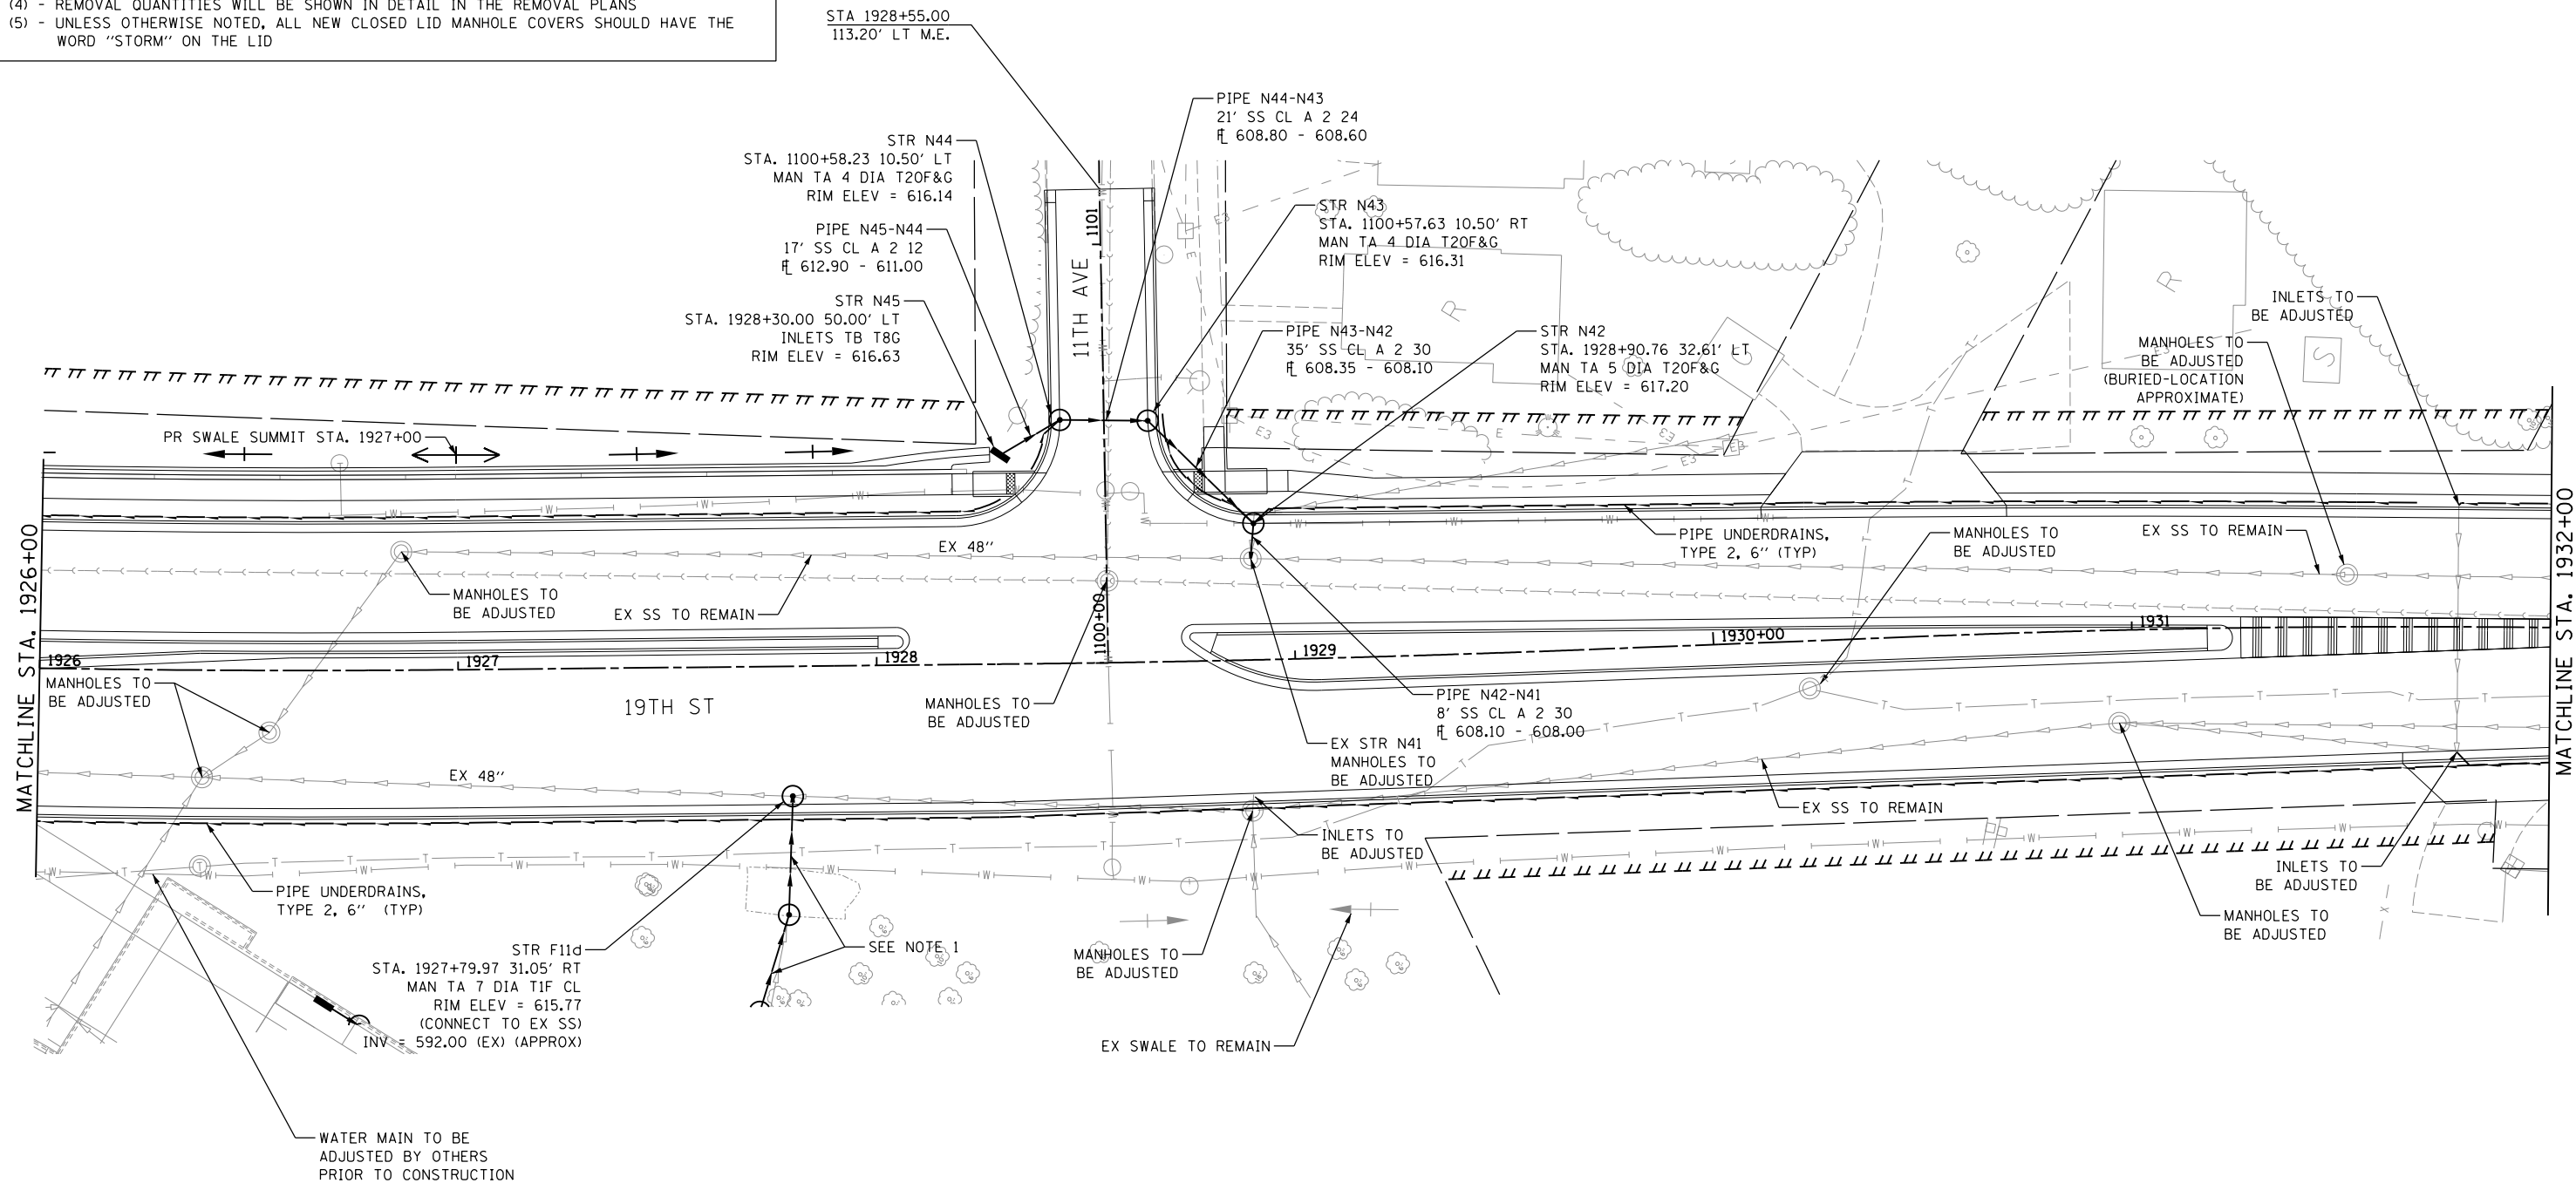 (4) - REMOVAL QUANTITIES WILL BE SHOWN IN DETAIL IN THE REMOVAL PLANS
(5) - UNLESS OTHERWISE NOTED, ALL NEW CLOSED LID MANHOLE COVERS SHOULD HAVE THE
WORD "STORM" ON THE LID
STA 1928+55.00
113.20' LT M.E.
PIPE N44-N43
21' SS CL A 2 24
FL 608.80 - 608.60
STR N44
STA. 1100+58.23 10.50' LT
MAN TA 4 DIA T20F&G
RIM ELEV = 616.14
PIPE N45-N44
17' SS CL A 2 12
FL 612.90 - 611.00
STR N45
STA. 1928+30.00 50.00' LT
INLETS TB T8G
RIM ELEV = 616.63
1101
11TH AVE
STR N43
STA. 1100+57.63 10.50' RT
MAN TA 4 DIA T20F&G
RIM ELEV = 616.31
PIPE N43-N42
35' SS CL A 2 30
FL 608.35 - 608.10
STR N42
STA. 1928+90.76 32.61' LT
MAN TA 5 DIA T20F&G
RIM ELEV = 617.20
R
G
R
S
INLETS TO
BE ADJUSTED
MANHOLES TO
BE ADJUSTED
(BURIED-LOCATION
APPROXIMATE)
PR SWALE SUMMIT STA. 1927+00
E3
E
E3
E
E3
E3
E3
E3
T
W
W
W
W
W
W
W
W
EX 48"
PIPE UNDERDRAINS,
TYPE 2, 6" (TYP)
MANHOLES TO
BE ADJUSTED
EX SS TO REMAIN
MANHOLES TO
BE ADJUSTED
EX SS TO REMAIN
MATCHLINE STA. 1926+00
MATCHLINE STA. 1932+00
1100+00
1926
1927
1928
1929
1930+00
1931
MANHOLES TO
BE ADJUSTED
19TH ST
MANHOLES TO
BE ADJUSTED
PIPE N42-N41
8' SS CL A 2 30
FL 608.10 - 608.00
EX STR N41
MANHOLES TO
BE ADJUSTED
EX 48"
EX SS TO REMAIN
INLETS TO
BE ADJUSTED
PIPE UNDERDRAINS,
TYPE 2, 6" (TYP)
INLETS TO
BE ADJUSTED
MANHOLES TO
BE ADJUSTED
STR F11d
STA. 1927+79.97 31.05' RT
MAN TA 7 DIA T1F CL
RIM ELEV = 615.77
(CONNECT TO EX SS)
INV = 592.00 (EX) (APPROX)
SEE NOTE 1
MANHOLES TO
BE ADJUSTED
EX SWALE TO REMAIN
WATER MAIN TO BE
ADJUSTED BY OTHERS
PRIOR TO CONSTRUCTION